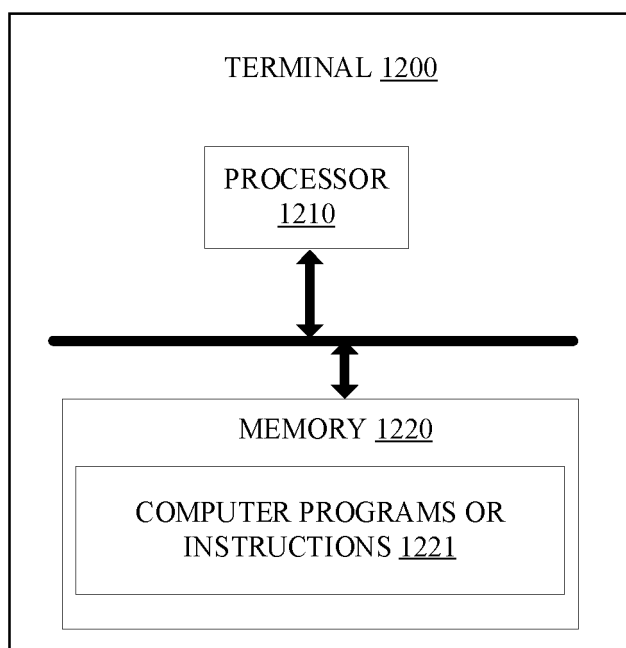 TERMINAL 1200
PROCESSOR
1210
MEMORY 1220
COMPUTER PROGRAMS OR
INSTRUCTIONS 1221